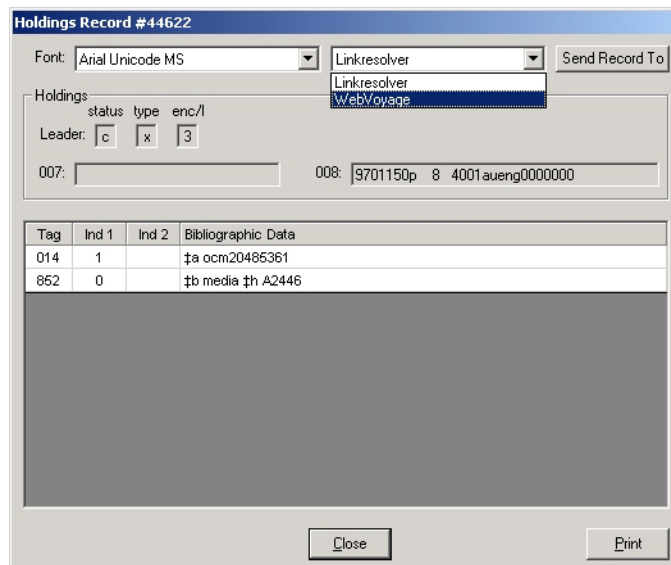 Holdings Record #44622
Font: Arial Unicode MS Linkresolver Send Record To
Linkresolver
WebVoyage
Holdings
status type enc/l
Leader: c x 3
007: 008: 9701150p 8 4001aueng0000000
Tag Ind 1 Ind 2 Bibliographic Data
014 1 ‡a ocm20485361
852 0 ‡b media ‡h A2446
Close Print